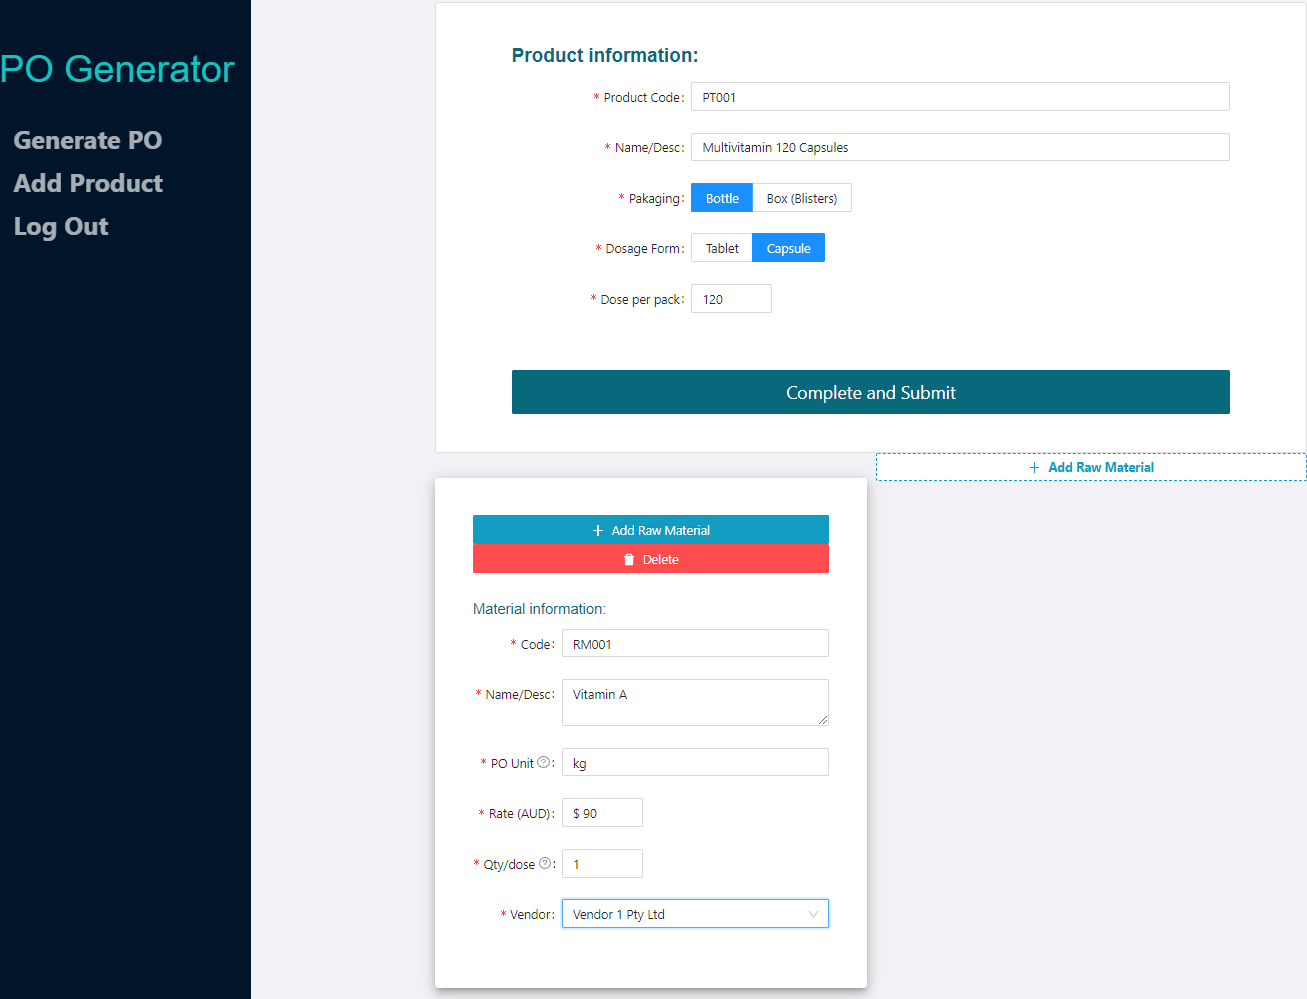 PO Generator
Generate PO
Add Product
Log Out
Product information:
* Product Code: PT001
* Name/Desc: Multivitamin 120 Capsules
* Pakaging: Bottle Box (Blisters)
* Dosage Form: Tablet Capsule
* Dose per pack: 120
Complete and Submit
+ Add Raw Material
+ Add Raw Material
Delete
Material information:
* Code: RM001
* Name/Desc: Vitamin A
* PO Unit ?: kg
* Rate (AUD): $ 90
* Qty/dose ?: 1
* Vendor: Vendor 1 Pty Ltd